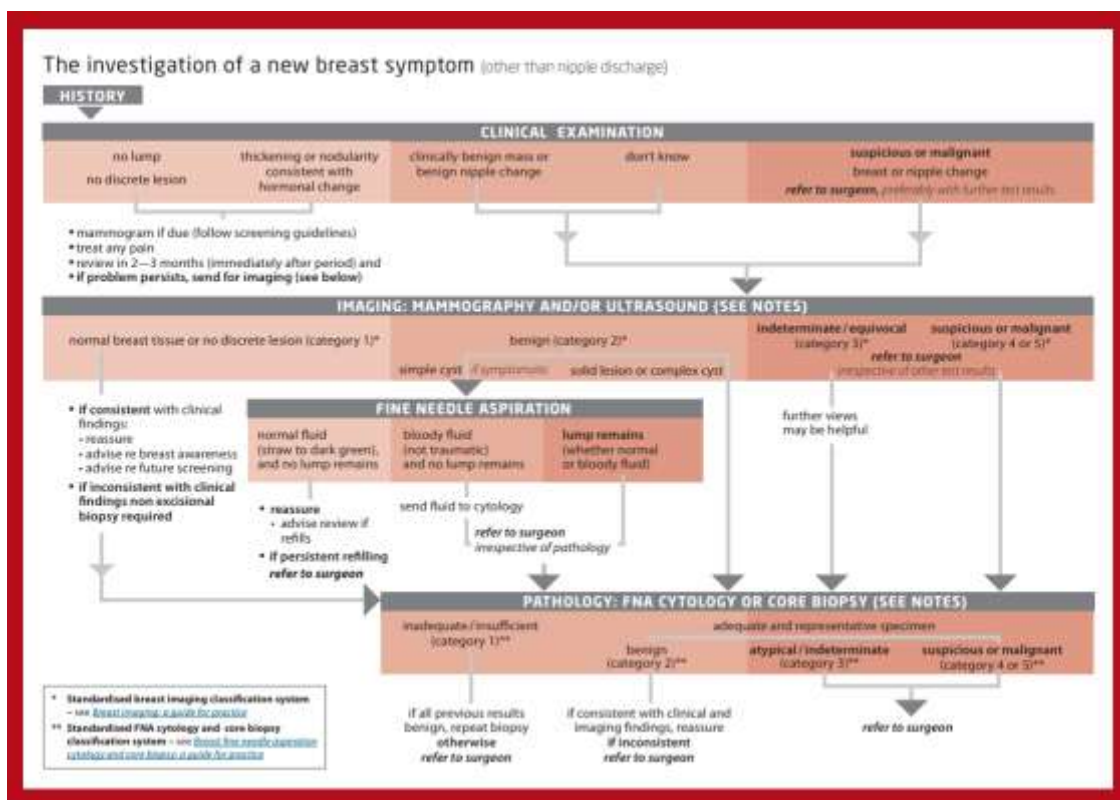 The investigation of a new breast symptom (other than nipple discharge)
HISTORY
CLINICAL EXAMINATION
no lump
no discrete lesion
thickening or nodularity
consistent with
hormonal change
clinically benign mass or
benign nipple change
don't know
suspicious or malignant
breast or nipple change
refer to surgeon, preferably with further test results
• mammogram if due (follow screening guidelines)
• treat any pain
• review in 2—3 months (immediately after period) and
• if problem persists, send for imaging (see below)
IMAGING: MAMMOGRAPHY AND/OR ULTRASOUND (SEE NOTES)
normal breast tissue or no discrete lesion (category 1)*
benign (category 2)*
simple cyst if symptomatic
solid lesion or complex cyst
indeterminate/equivocal
(category 3)*
suspicious or malignant
(category 4 or 5)*
refer to surgeon
irrespective of other test results
• if consistent with clinical
findings:
- reassure
- advise re breast awareness
- advise re future screening
• if inconsistent with clinical
findings non excisional
biopsy required
FINE NEEDLE ASPIRATION
normal fluid
(straw to dark green),
and no lump remains
bloody fluid
(not traumatic)
and no lump remains
lump remains
(whether normal
or bloody fluid)
further views
may be helpful
• reassure
- advise review if
refills
• if persistent refilling
refer to surgeon
send fluid to cytology
refer to surgeon
irrespective of pathology
PATHOLOGY: FNA CYTOLOGY OR CORE BIOPSY (SEE NOTES)
inadequate/insufficient
(category 1)**
adequate and representative specimen
benign
(category 2)**
atypical/indeterminate
(category 3)**
suspicious or malignant
(category 4 or 5)**
if all previous results
benign, repeat biopsy
otherwise
refer to surgeon
if consistent with clinical and
imaging findings, reassure
if inconsistent
refer to surgeon
refer to surgeon
* Standardised breast imaging classification system
– see Breast imaging: a guide for practice
** Standardised FNA cytology and core biopsy
classification system – see Breast fine needle aspiration
cytology and core biopsy: a guide for practice